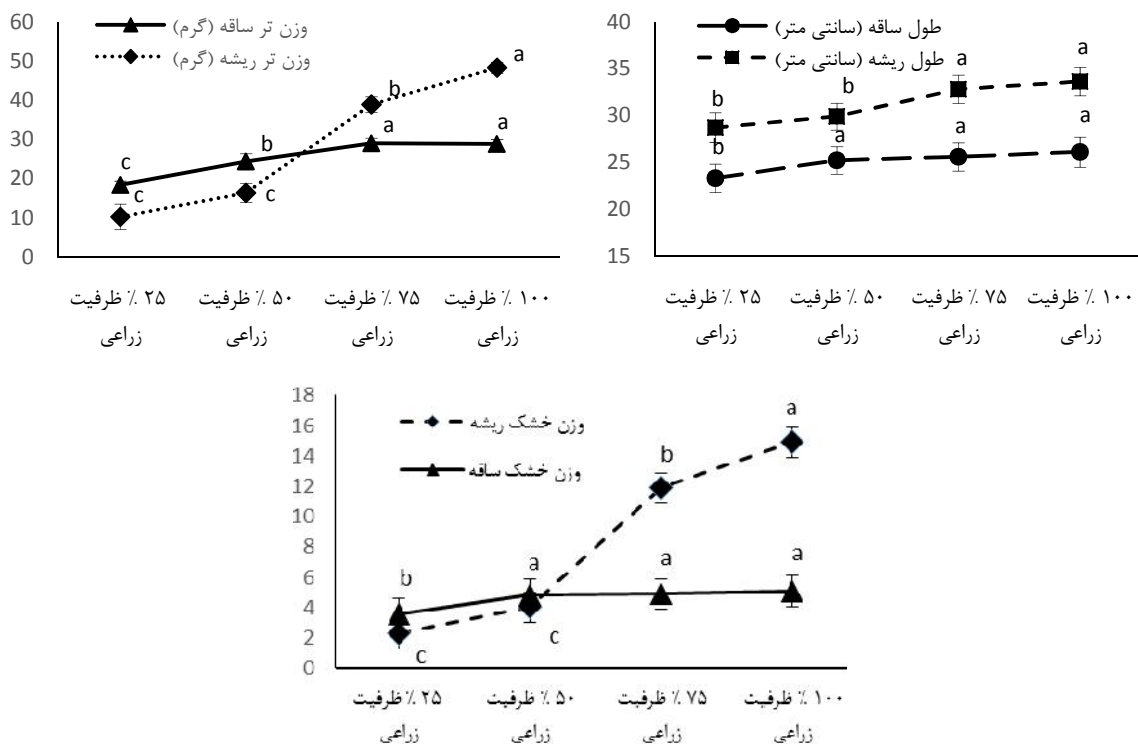 60
50
40
30
20
10
0
وزن تر ساقه (گرم)
وزن تر ریشه (گرم)
c
b
a
a
c
c
b
a
۲۵ ٪ ظرفیت
زراعی
۵۰ ٪ ظرفیت
زراعی
۷۵ ٪ ظرفیت
زراعی
۱۰۰ ٪ ظرفیت
زراعی
40
35
30
25
20
15
طول ساقه (سانتی متر)
طول ریشه (سانتی متر)
b
b
a
a
b
a
a
a
۲۵ ٪ ظرفیت
زراعی
۵۰ ٪ ظرفیت
زراعی
۷۵ ٪ ظرفیت
زراعی
۱۰۰ ٪ ظرفیت
زراعی
18
16
14
12
10
8
6
4
2
0
وزن خشک ریشه
وزن خشک ساقه
b
a
a
a
c
c
b
a
۲۵ ٪ ظرفیت
زراعی
۵۰ ٪ ظرفیت
زراعی
۷۵ ٪ ظرفیت
زراعی
۱۰۰ ٪ ظرفیت
زراعی